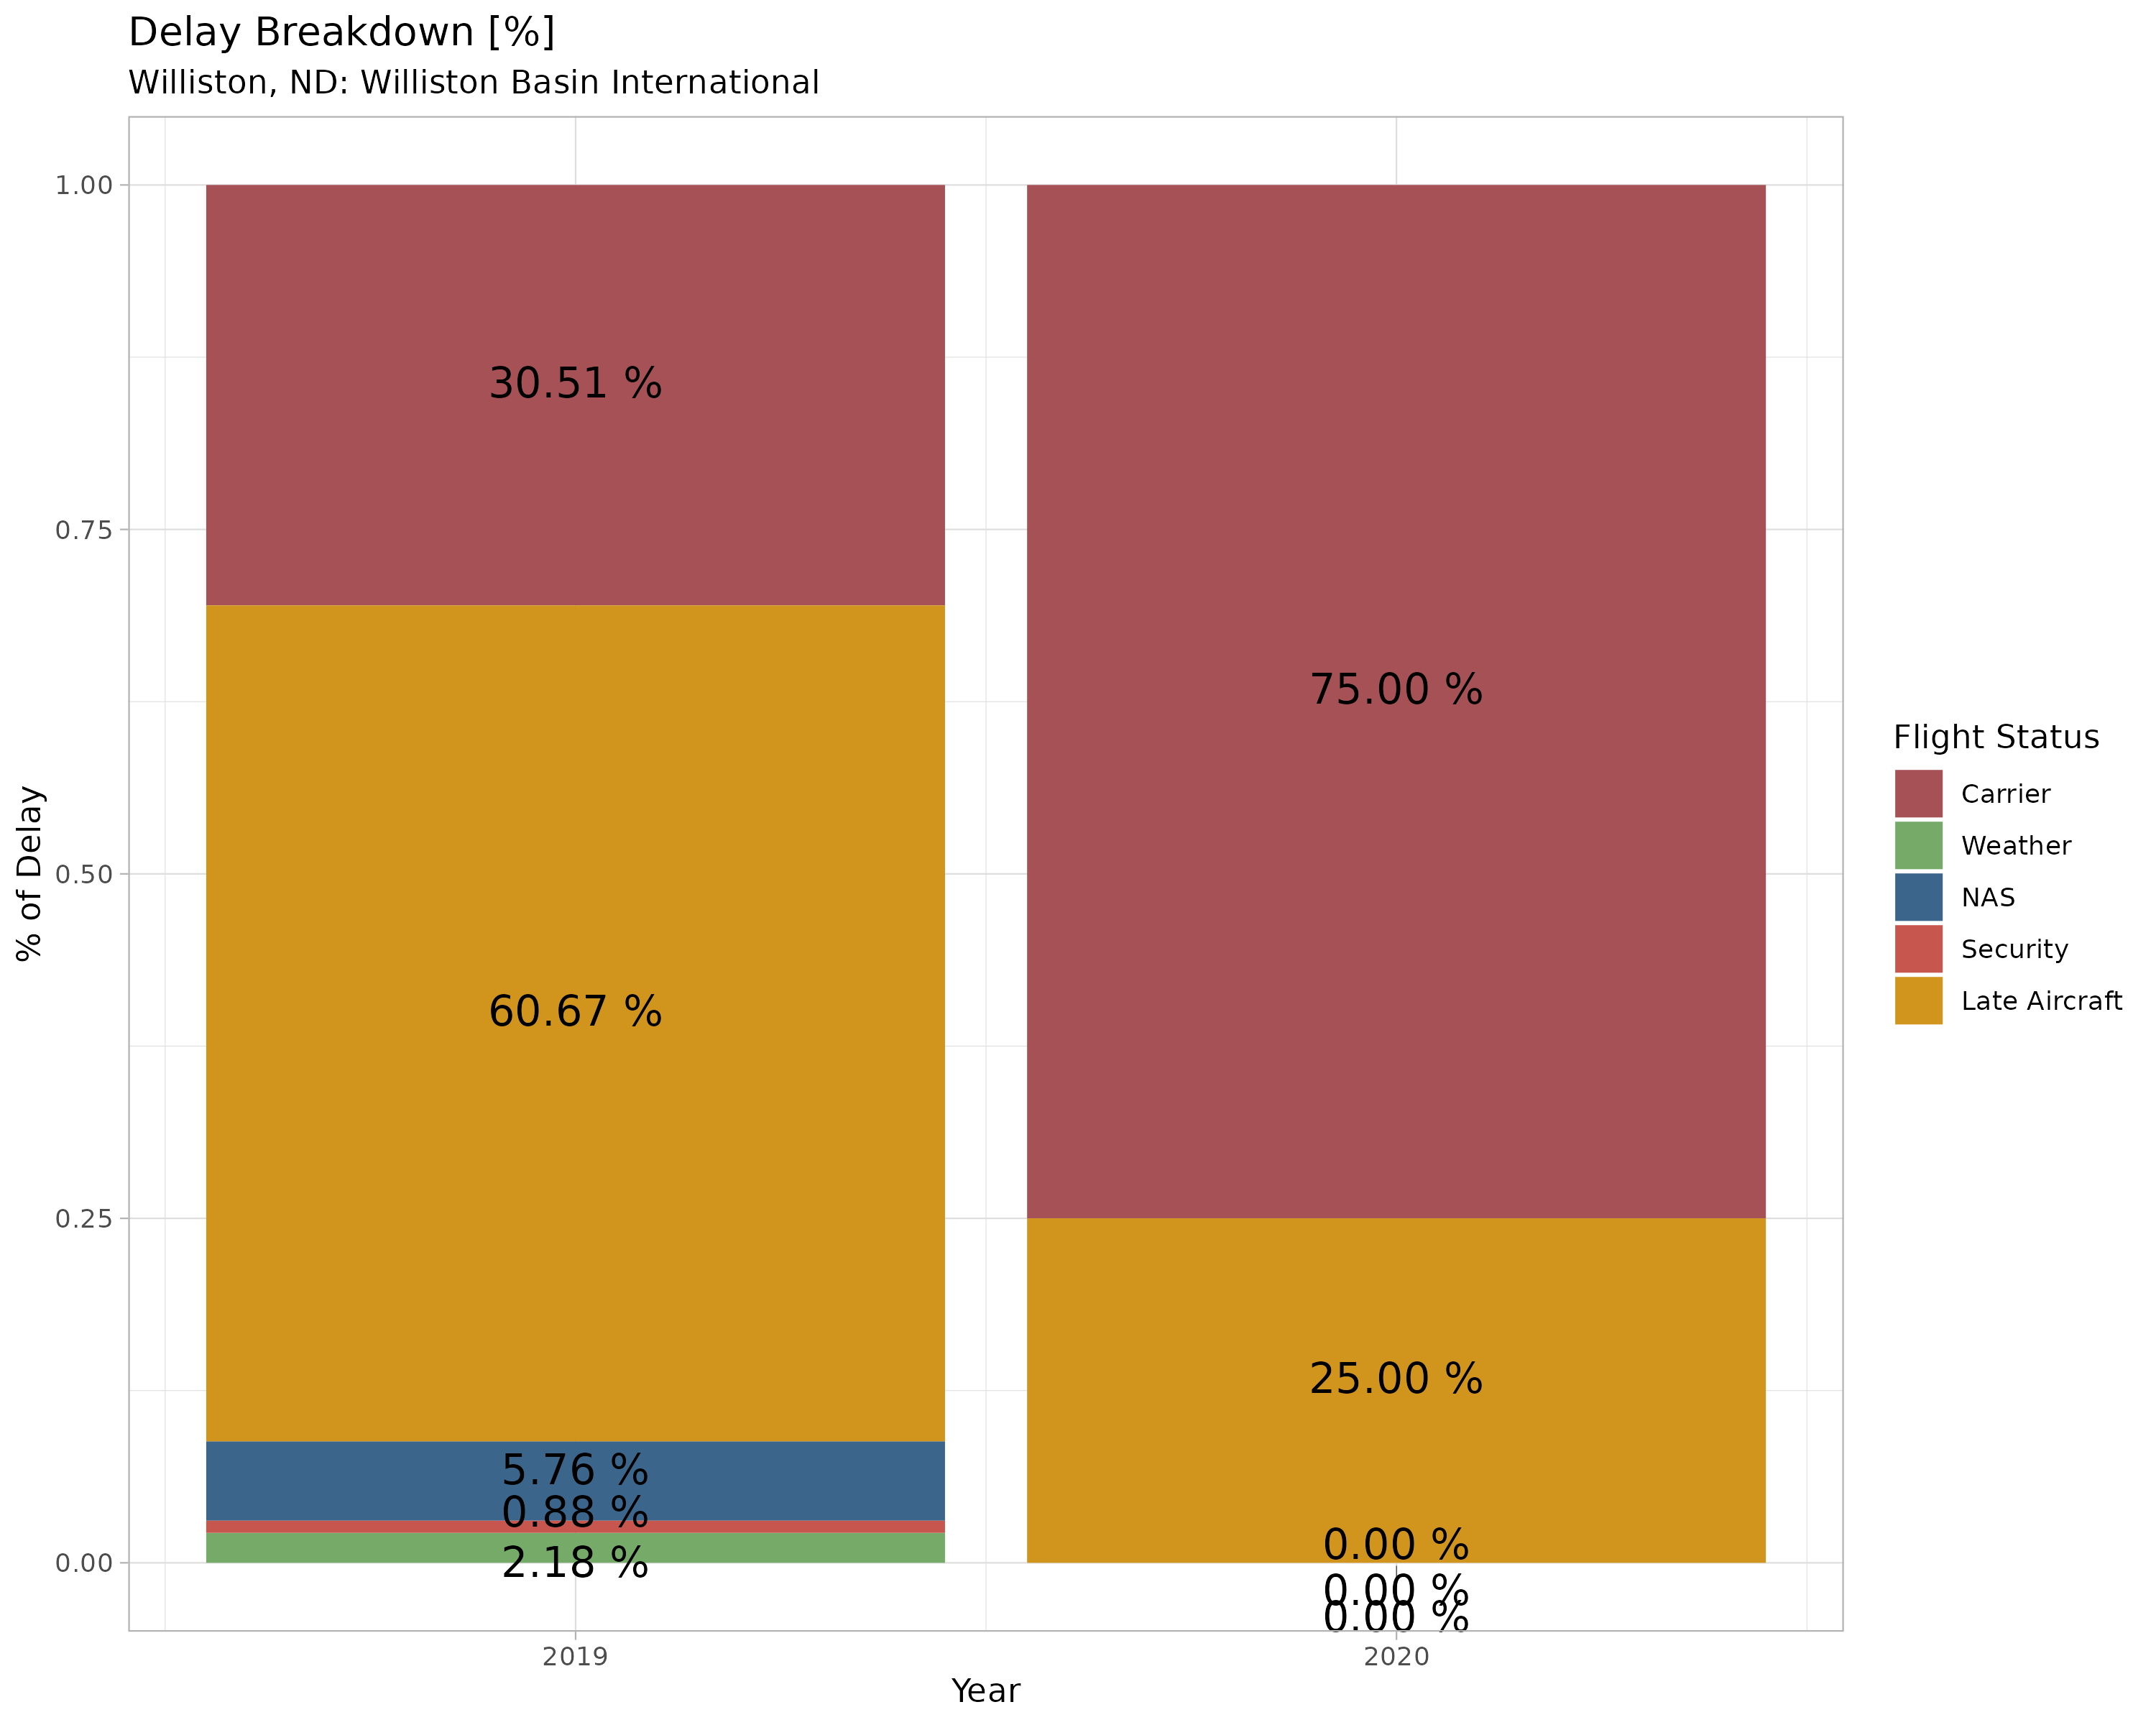 Delay Breakdown [%]
Williston, ND: Williston Basin International
1.00
0.75
0.50
0.25
0.00
% of Delay
30.51 %
60.67 %
5.76 %
0.88 %
2.18 %
75.00 %
25.00 %
0.00 %
0.00 %
0.00 %
2019
2020
Year
Flight Status
Carrier
Weather
NAS
Security
Late Aircraft